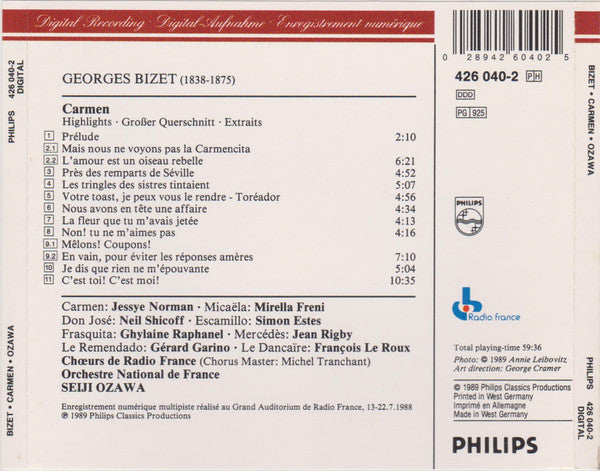 Digital Recording · Digital-Aufnahme · Enregistrement numérique
GEORGES BIZET (1838-1875)
Carmen
Highlights · Großer Querschnitt · Extraits
1 Prélude 2:10
2.1 Mais nous ne voyons pas la Carmencita
2.2 L'amour est un oiseau rebelle 6:21
3 Près des remparts de Séville 4:52
4 Les tringles des sistres tintaient 5:07
5 Votre toast, je peux vous le rendre - Toréador 4:56
6 Nous avons en tête une affaire 4:34
7 La fleur que tu m'avais jetée 4:13
8 Non! tu ne m'aimes pas 4:16
9.1 Mêlons! Coupons!
9.2 En vain, pour éviter les réponses amères 7:10
10 Je dis que rien ne m'épouvante 5:04
11 C'est toi! C'est moi! 10:35
Carmen: Jessye Norman · Micaëla: Mirella Freni
Don José: Neil Shicoff · Escamillo: Simon Estes
Frasquita: Ghylaine Raphanel · Mercédès: Jean Rigby
Le Remendado: Gérard Garino · Le Dancaïre: François Le Roux
Chœurs de Radio France (Chorus Master: Michel Tranchant)
Orchestre National de France
SEIJI OZAWA
Enregistrement numérique multipiste réalisé au Grand Auditorium de Radio France, 13-22.7.1988
℗ 1989 Philips Classics Productions
0 28942 60402 5
426 040-2 PH
DDD
PG 925
PHILIPS
Radio france
Total playing-time 59:36
Photo: © 1989 Annie Leibovitz
Art direction: George Cramer
© 1989 Philips Classics Productions
Printed in West Germany
Imprimé en Allemagne
Made in West Germany
PHILIPS
PHILIPS 426 040-2 DIGITAL
BIZET · CARMEN · OZAWA
BIZET · CARMEN · OZAWA
PHILIPS 426 040-2 DIGITAL